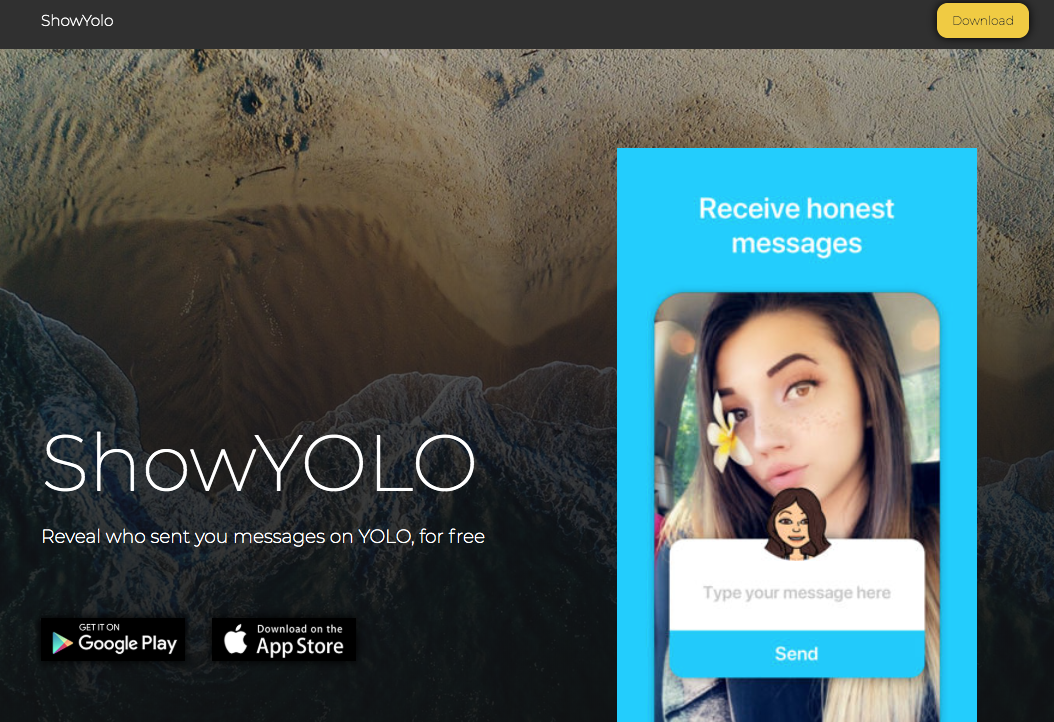 ShowYolo
Download
Receive honest
messages
ShowYOLO
Reveal who sent you messages on YOLO, for free
Type your message here
Send
GET IT ON
Google Play
Download on the
App Store